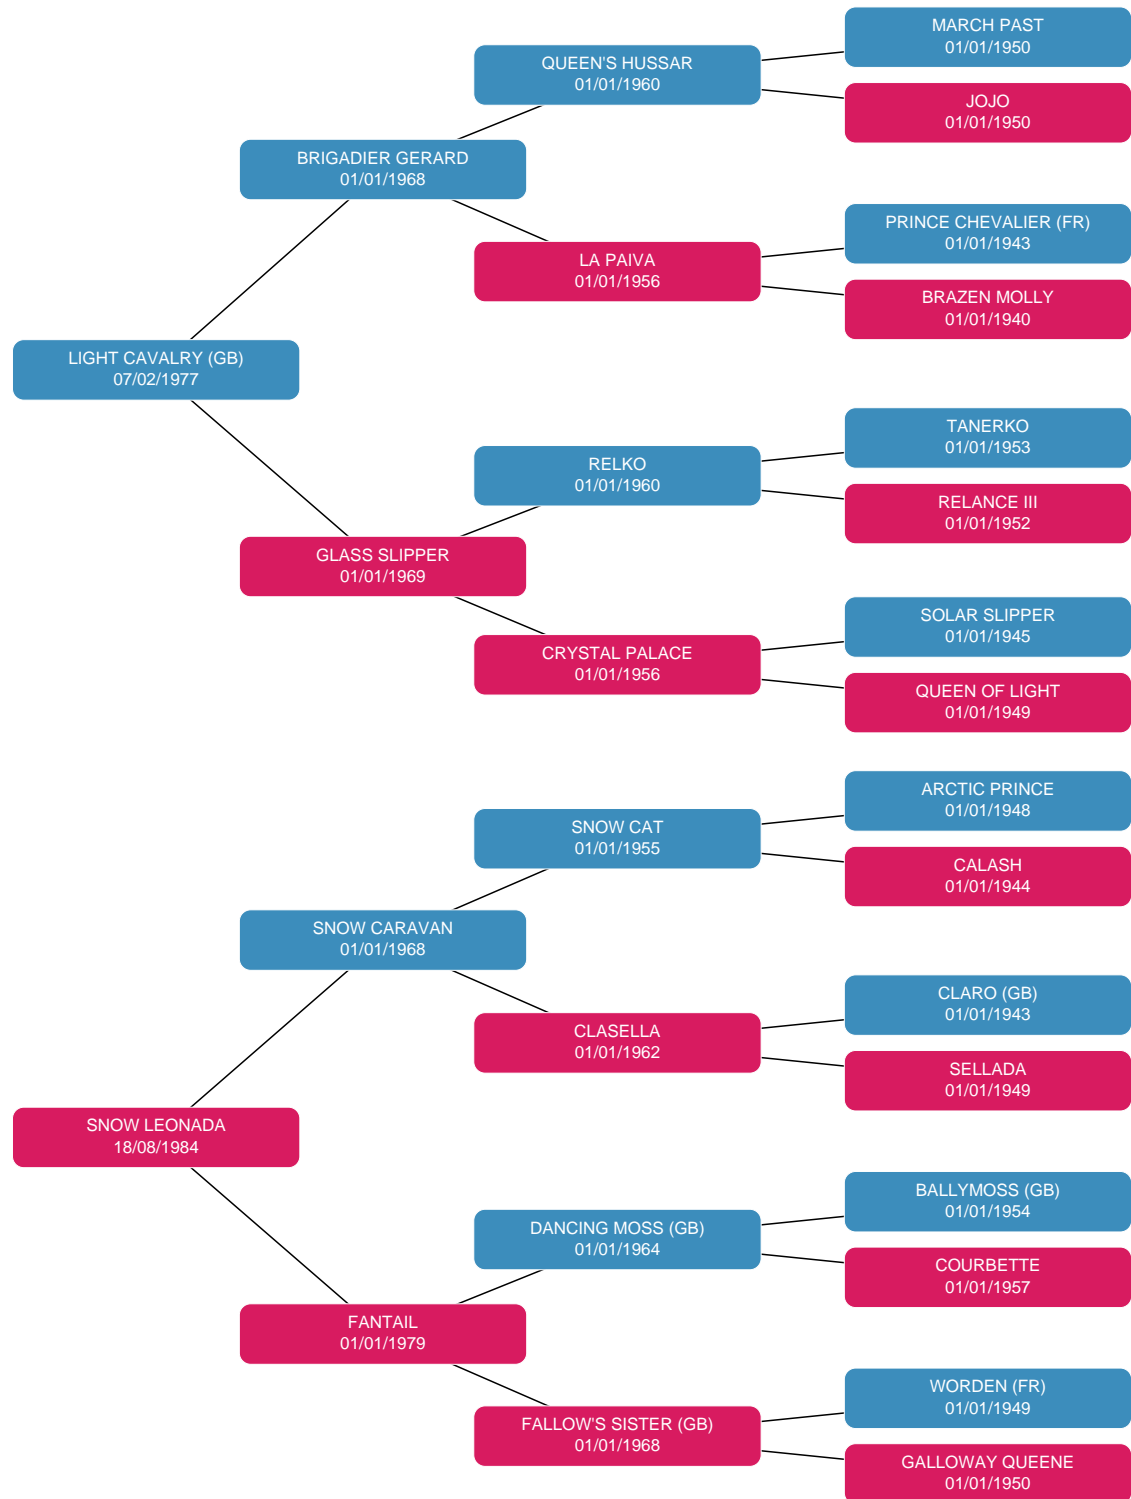 MARCH PAST
01/01/1950
QUEEN'S HUSSAR
01/01/1960
JOJO
01/01/1950
BRIGADIER GERARD
01/01/1968
PRINCE CHEVALIER (FR)
01/01/1943
LA PAIVA
01/01/1956
BRAZEN MOLLY
01/01/1940
LIGHT CAVALRY (GB)
07/02/1977
TANERKO
01/01/1953
RELKO
01/01/1960
RELANCE III
01/01/1952
GLASS SLIPPER
01/01/1969
SOLAR SLIPPER
01/01/1945
CRYSTAL PALACE
01/01/1956
QUEEN OF LIGHT
01/01/1949
ARCTIC PRINCE
01/01/1948
SNOW CAT
01/01/1955
CALASH
01/01/1944
SNOW CARAVAN
01/01/1968
CLARO (GB)
01/01/1943
CLASELLA
01/01/1962
SELLADA
01/01/1949
SNOW LEONADA
18/08/1984
BALLYMOSS (GB)
01/01/1954
DANCING MOSS (GB)
01/01/1964
COURBETTE
01/01/1957
FANTAIL
01/01/1979
WORDEN (FR)
01/01/1949
FALLOW'S SISTER (GB)
01/01/1968
GALLOWAY QUEENE
01/01/1950